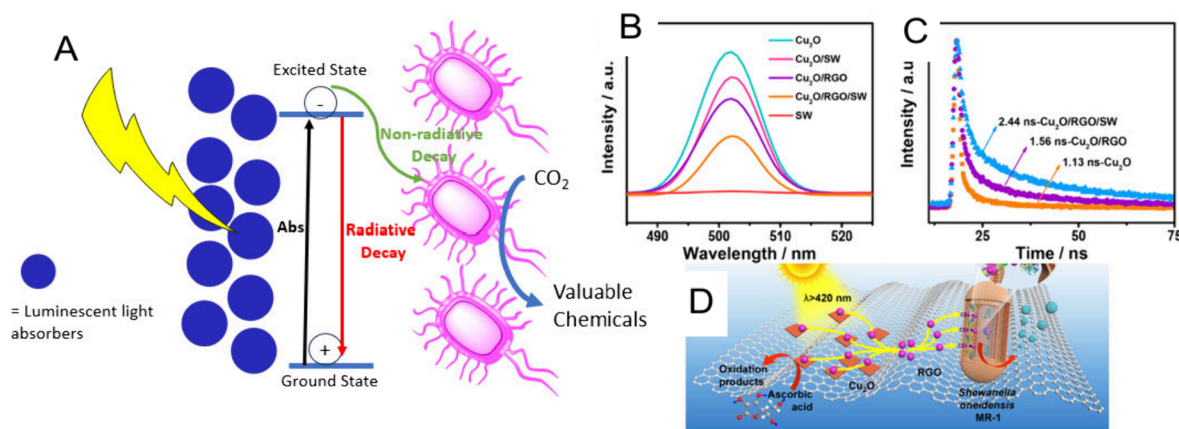 A
Excited State
-
Non-radiative
Decay
Abs
Radiative
Decay
CO2
Valuable
Chemicals
+
Ground State
= Luminescent light
absorbers
B
Intensity / a.u.
Cu2O
Cu2O/SW
Cu2O/RGO
Cu2O/RGO/SW
SW
490 500 510 520
Wavelength / nm
C
Intensity / a.u
2.44 ns-Cu2O/RGO/SW
1.56 ns-Cu2O/RGO
1.13 ns-Cu2O
25 50 75
Time / ns
D
λ>420 nm
Oxidation
products
Ascorbic
acid
Cu2O
RGO
Shewanella
oneidensis
MR-1